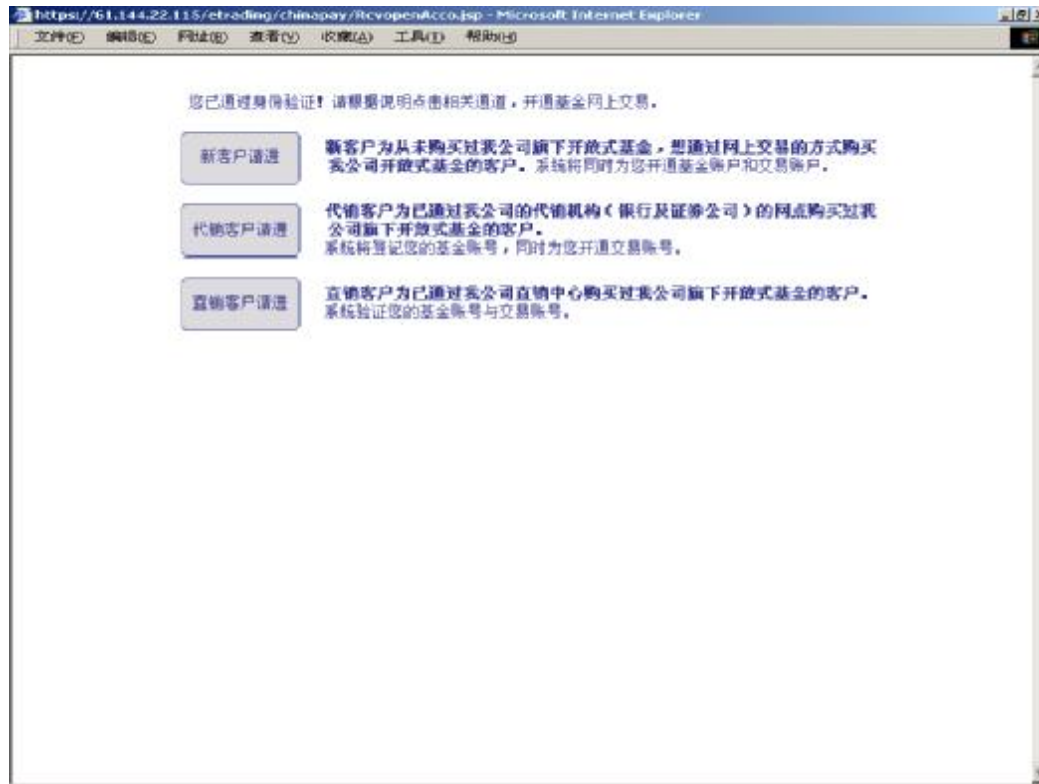 https://61.144.22.115/etrading/chinapay/RcvopenAcco.jsp - Microsoft Internet Explorer
文件(F) 编辑(E) 网址(B) 查看(V) 收藏(A) 工具(T) 帮助(H)
您已通过身份验证！请根据说明点击相关通道，开通基金网上交易。
新客户请进
新客户为从未购买过我公司旗下开放式基金，想通过网上交易的方式购买
我公司开放式基金的客户。系统将同时为您开通基金账户和交易账户。
代销客户请进
代销客户为已通过我公司的代销机构（银行及证券公司）的网点购买过我
公司旗下开放式基金的客户。
系统将登记您的基金账号，同时为您开通交易账号。
直销客户请进
直销客户为已通过我公司直销中心购买过我公司旗下开放式基金的客户。
系统验证您的基金账号与交易账号。